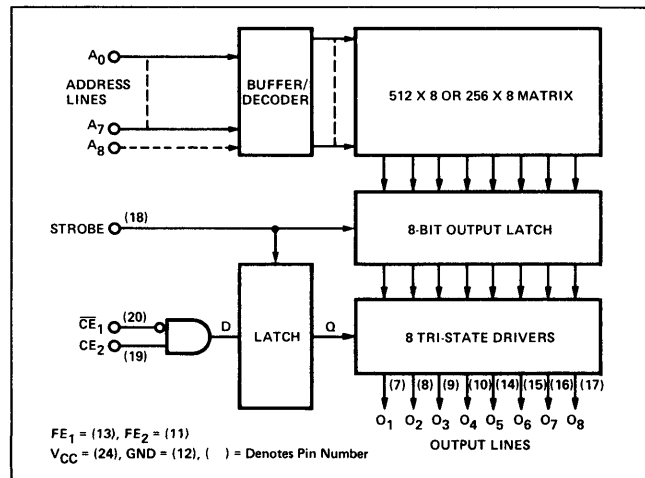 A0
ADDRESS
LINES
A7
A8
BUFFER/
DECODER
512 X 8 OR 256 X 8 MATRIX
STROBE (18)
8-BIT OUTPUT LATCH
C̅E̅1 (20)
CE2 (19)
D
LATCH
Q
8 TRI-STATE DRIVERS
(7) (8) (9) (10) (14) (15) (16) (17)
O1 O2 O3 O4 O5 O6 O7 O8
OUTPUT LINES
FE1 = (13), FE2 = (11)
VCC = (24), GND = (12), ( ) = Denotes Pin Number